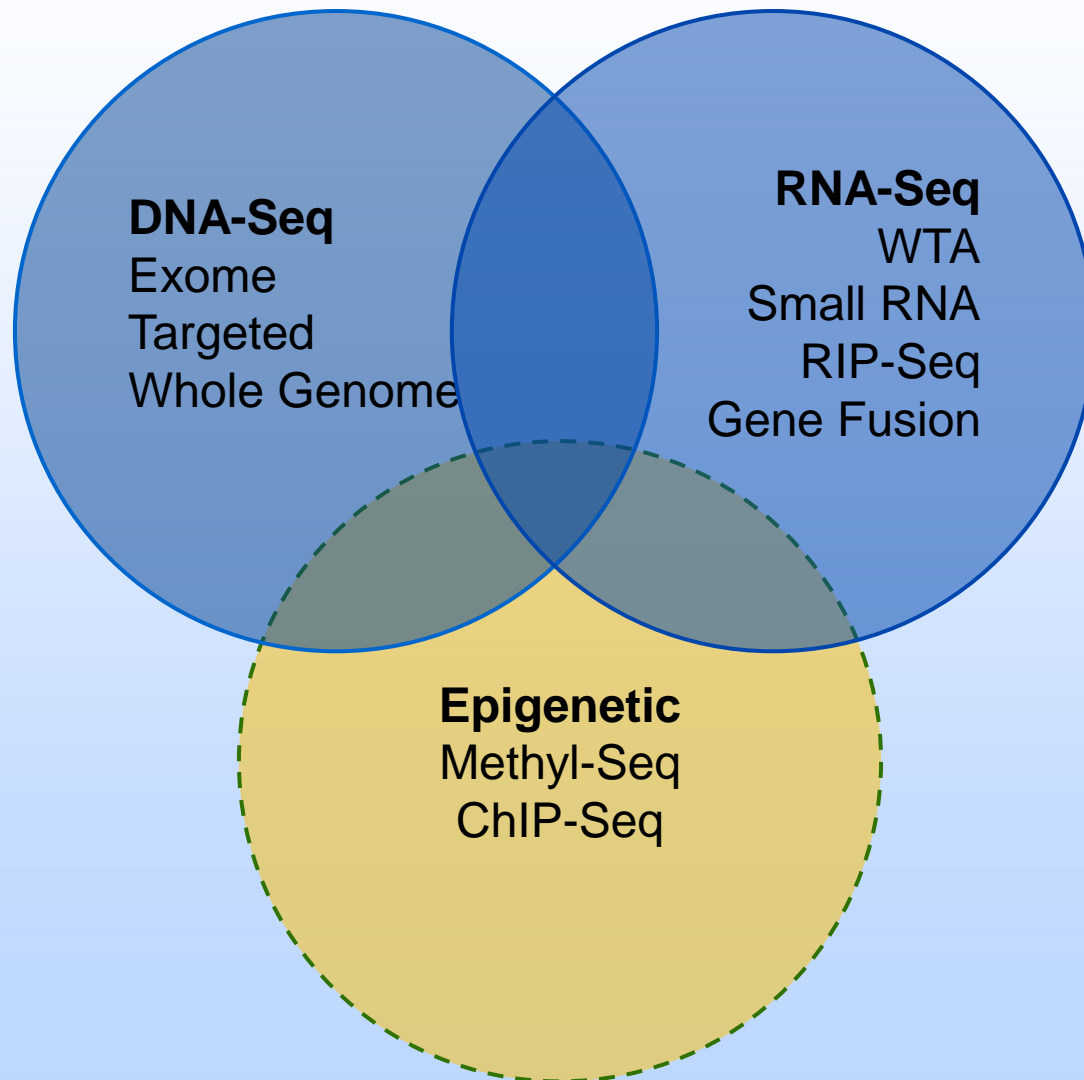 DNA-Seq
Exome
Targeted
Whole Genome
RNA-Seq
WTA
Small RNA
RIP-Seq
Gene Fusion
Epigenetic
Methyl-Seq
ChIP-Seq